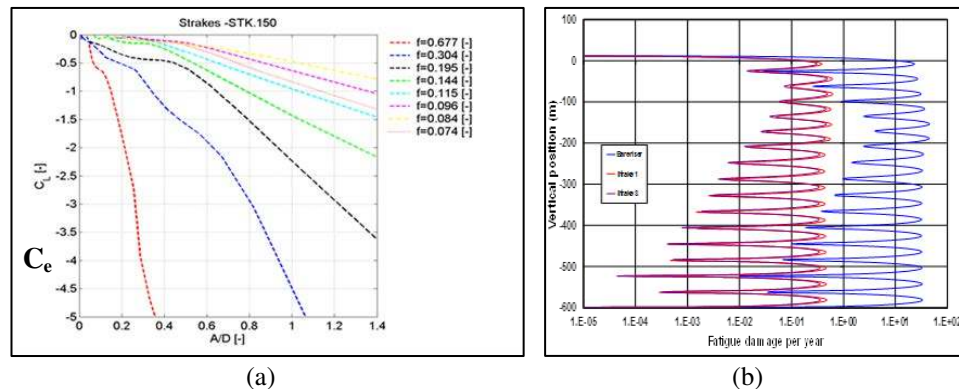 Strakes -STK.150
f=0.677 [-]
f=0.304 [-]
f=0.195 [-]
f=0.144 [-]
f=0.115 [-]
f=0.096 [-]
f=0.084 [-]
f=0.074 [-]
0
-0.5
-1
-1.5
-2
-2.5
-3
-3.5
-4
-4.5
-5
C_L [-]
C_e
0 0.2 0.4 0.6 0.8 1 1.2 1.4
A/D [-]
(a)
100
0
-100
-200
-300
-400
-500
-600
Vertical position (m)
1.E-05 1.E-04 1.E-03 1.E-02 1.E-01 1.E+00 1.E+01 1.E+02
Fatigue damage per year
(b)